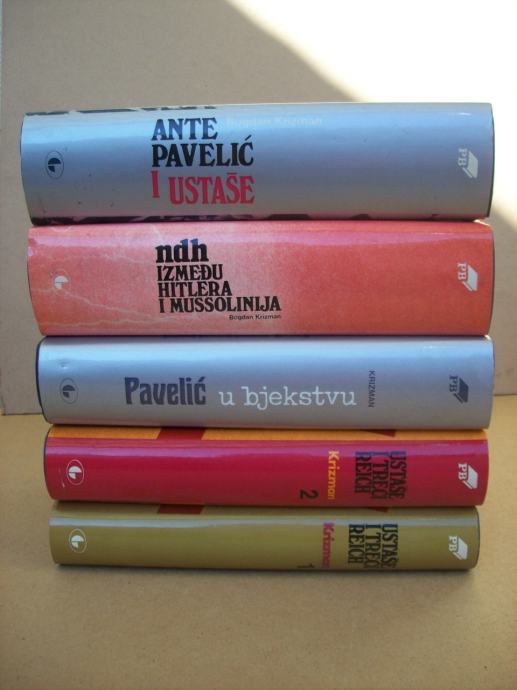 Bogdan Krizman
ANTE
PAVELIĆ
I USTAŠE
PB
ndh
IZMEĐU
HITLERA
I MUSSOLINIJA
Bogdan Krizman
PB
Pavelić u bjekstvu
KRIZMAN
PB
USTAŠE
I TREĆI
REICH
Krizman
2
PB
USTAŠE
I TREĆI
REICH
Krizman
1
PB